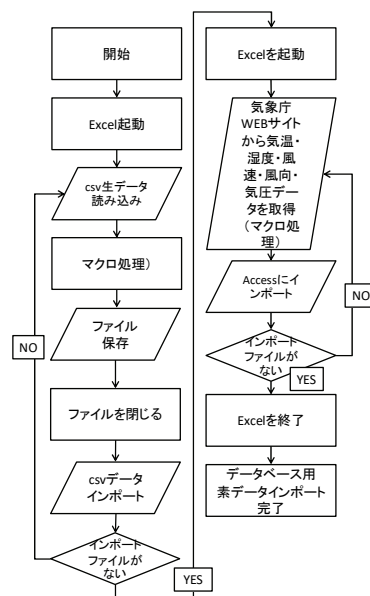 開始
Excel起動
csv生データ
読み込み
マクロ処理)
ファイル
保存
ファイルを閉じる
csvデータ
インポート
インポート
ファイルが
ない
NO
YES
Excelを起動
気象庁
WEBサイト
から気温・
湿度・風
速・風向・
気圧データ
を取得
(マクロ処
理)
Accessにイ
ンポート
インポート
ファイルが
ない
NO
YES
Excelを終了
データベース用
素データインポート
完了